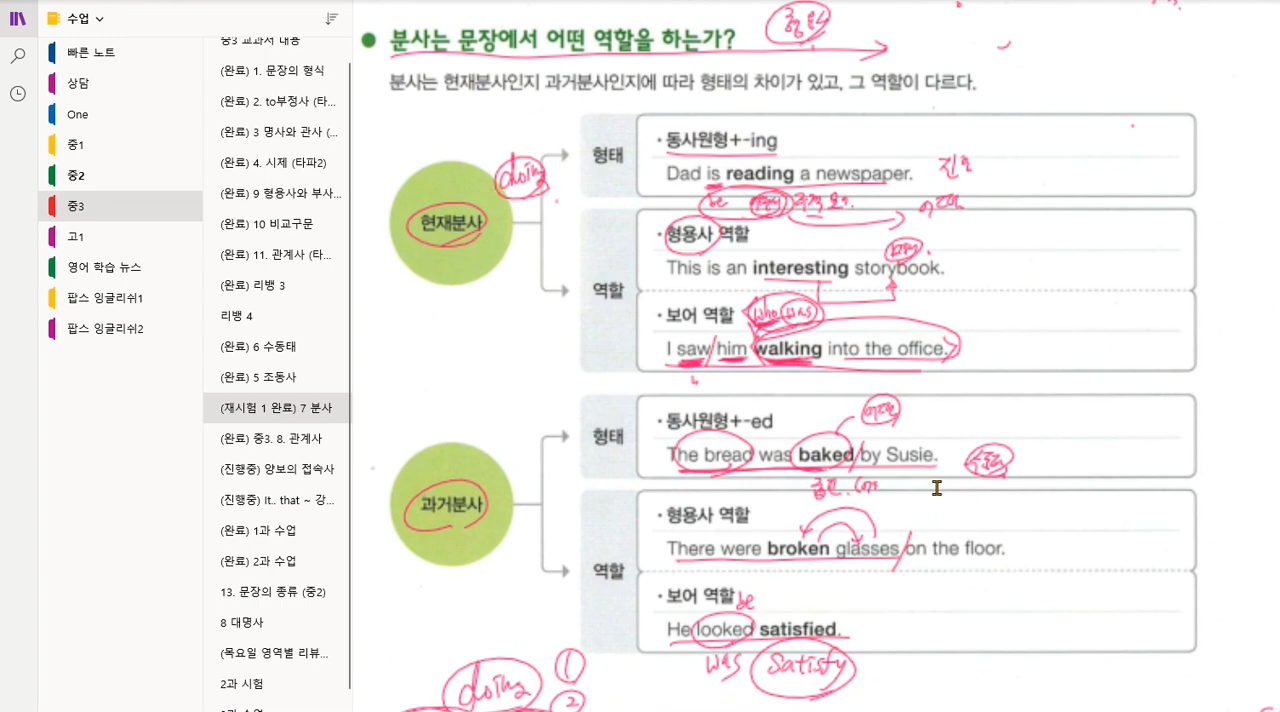 수업
빠른 노트
상담
One
중1
중2
중3
고1
영어 학습 뉴스
팝스 잉글리쉬1
팝스 잉글리쉬2
중3 교과서 내용
(완료) 1. 문장의 형식
(완료) 2. to부정사 (타...
(완료) 3 명사와 관사 (...
(완료) 4. 시제 (타파2)
(완료) 9 형용사와 부사...
(완료) 10 비교구문
(완료) 11. 관계사 (타...
(완료) 리뱅 3
리뱅 4
(완료) 6 수동태
(완료) 5 조동사
(재시험 1 완료) 7 분사
(완료) 중3. 8. 관계사
(진행중) 양보의 접속사
(진행중) It.. that ~ 강...
(완료) 1과 수업
(완료) 2과 수업
13. 문장의 종류 (중2)
8 대명사
(목요일 영역별 리뷰...
2과 시험
분사는 문장에서 어떤 역할을 하는가?
분사는 현재분사인지 과거분사인지에 따라 형태의 차이가 있고, 그 역할이 다르다.
현재분사
doing
형태
· 동사원형+-ing
Dad is reading a newspaper.
be
역할
· 형용사 역할
This is an interesting storybook.
· 보어 역할
who was
I saw him walking into the office.
과거분사
형태
· 동사원형+-ed
The bread was baked by Susie.
역할
· 형용사 역할
There were broken glasses on the floor.
· 보어 역할
be
He looked satisfied.
was Satisfy
doing
①
②